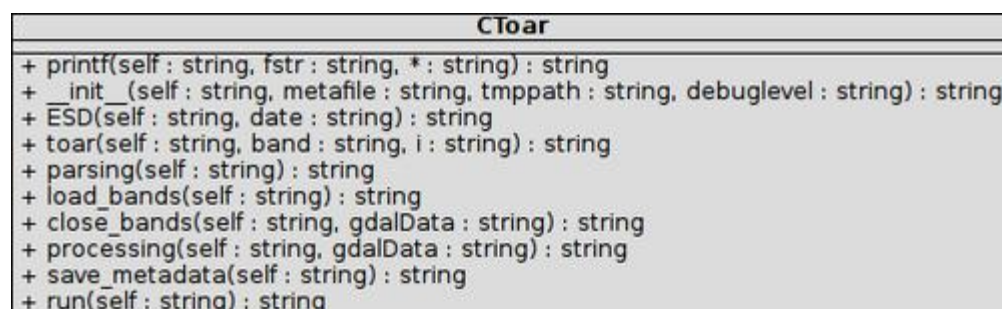 CToar
+ printf(self : string, fstr : string, * : string) : string
+ __init__(self : string, metafile : string, tmppath : string, debuglevel : string) : string
+ ESD(self : string, date : string) : string
+ toar(self : string, band : string, i : string) : string
+ parsing(self : string) : string
+ load_bands(self : string) : string
+ close_bands(self : string, gdalData : string) : string
+ processing(self : string, gdalData : string) : string
+ save_metadata(self : string) : string
+ run(self : string) : string